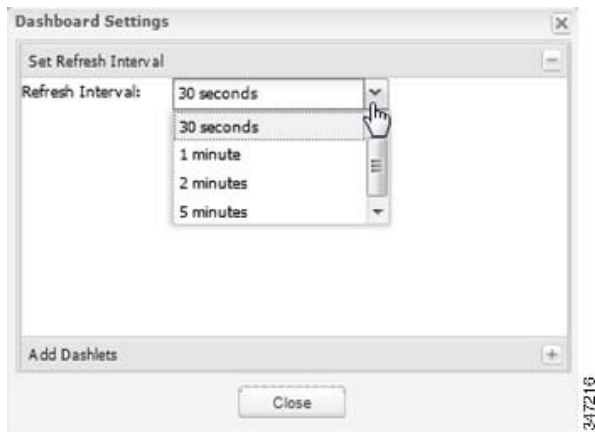 Dashboard Settings
Set Refresh Interval
Refresh Interval:
30 seconds
30 seconds
1 minute
2 minutes
5 minutes
Add Dashlets
Close
347216